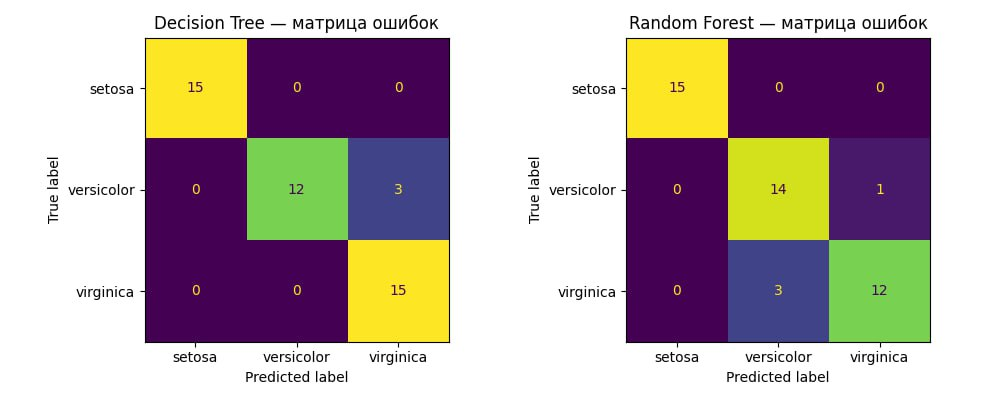 Decision Tree — матрица ошибок
True label
setosa
versicolor
virginica
15 0 0
0 12 3
0 0 15
setosa versicolor virginica
Predicted label
Random Forest — матрица ошибок
True label
setosa
versicolor
virginica
15 0 0
0 14 1
0 3 12
setosa versicolor virginica
Predicted label